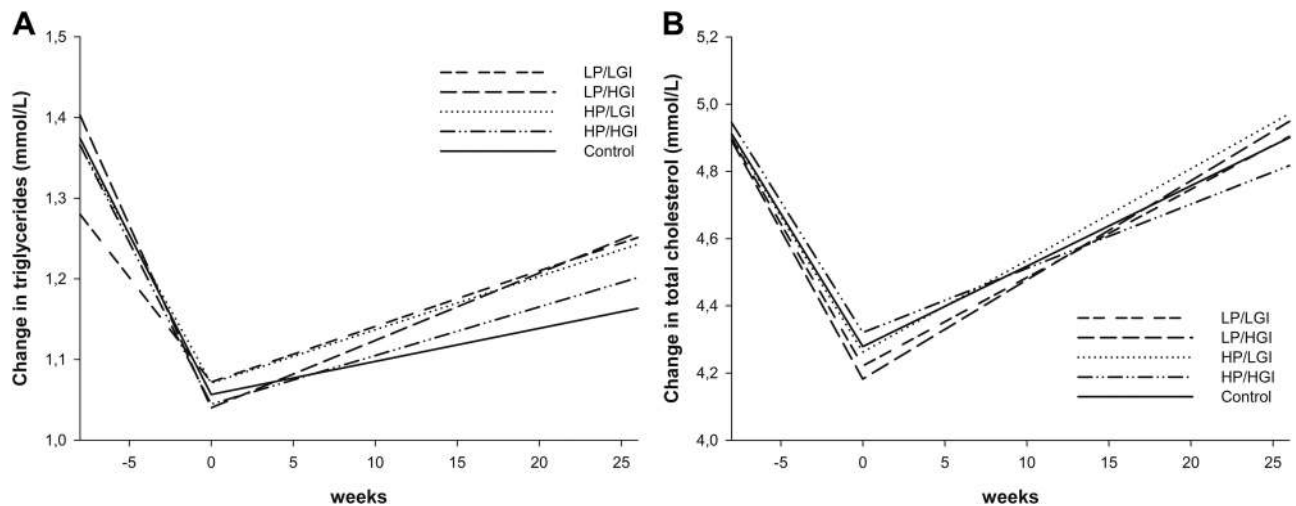 A
Change in triglycerides (mmol/L)
1,5
1,4
1,3
1,2
1,1
1,0
-5 0 5 10 15 20 25
weeks
LP/LGI
LP/HGI
HP/LGI
HP/HGI
Control
B
Change in total cholesterol (mmol/L)
5,2
5,0
4,8
4,6
4,4
4,2
4,0
-5 0 5 10 15 20 25
weeks
LP/LGI
LP/HGI
HP/LGI
HP/HGI
Control